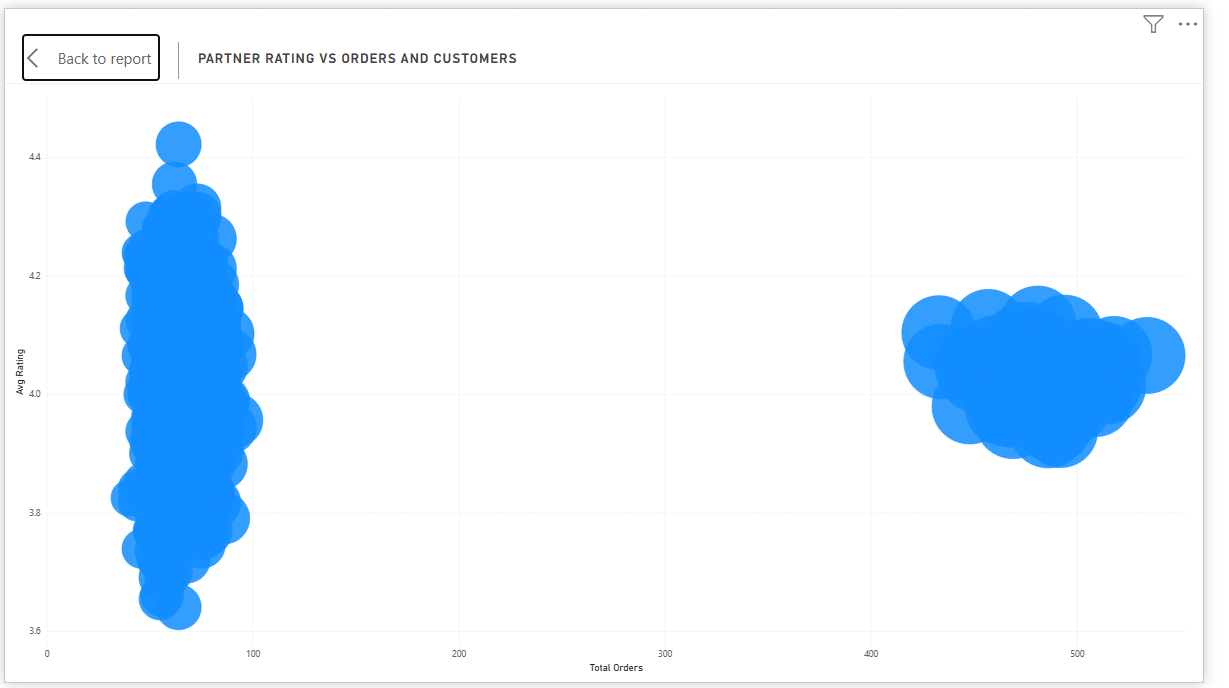 Back to report
PARTNER RATING VS ORDERS AND CUSTOMERS
4.4
4.2
4.0
3.8
3.6
Avg Rating
0 100 200 300 400 500
Total Orders